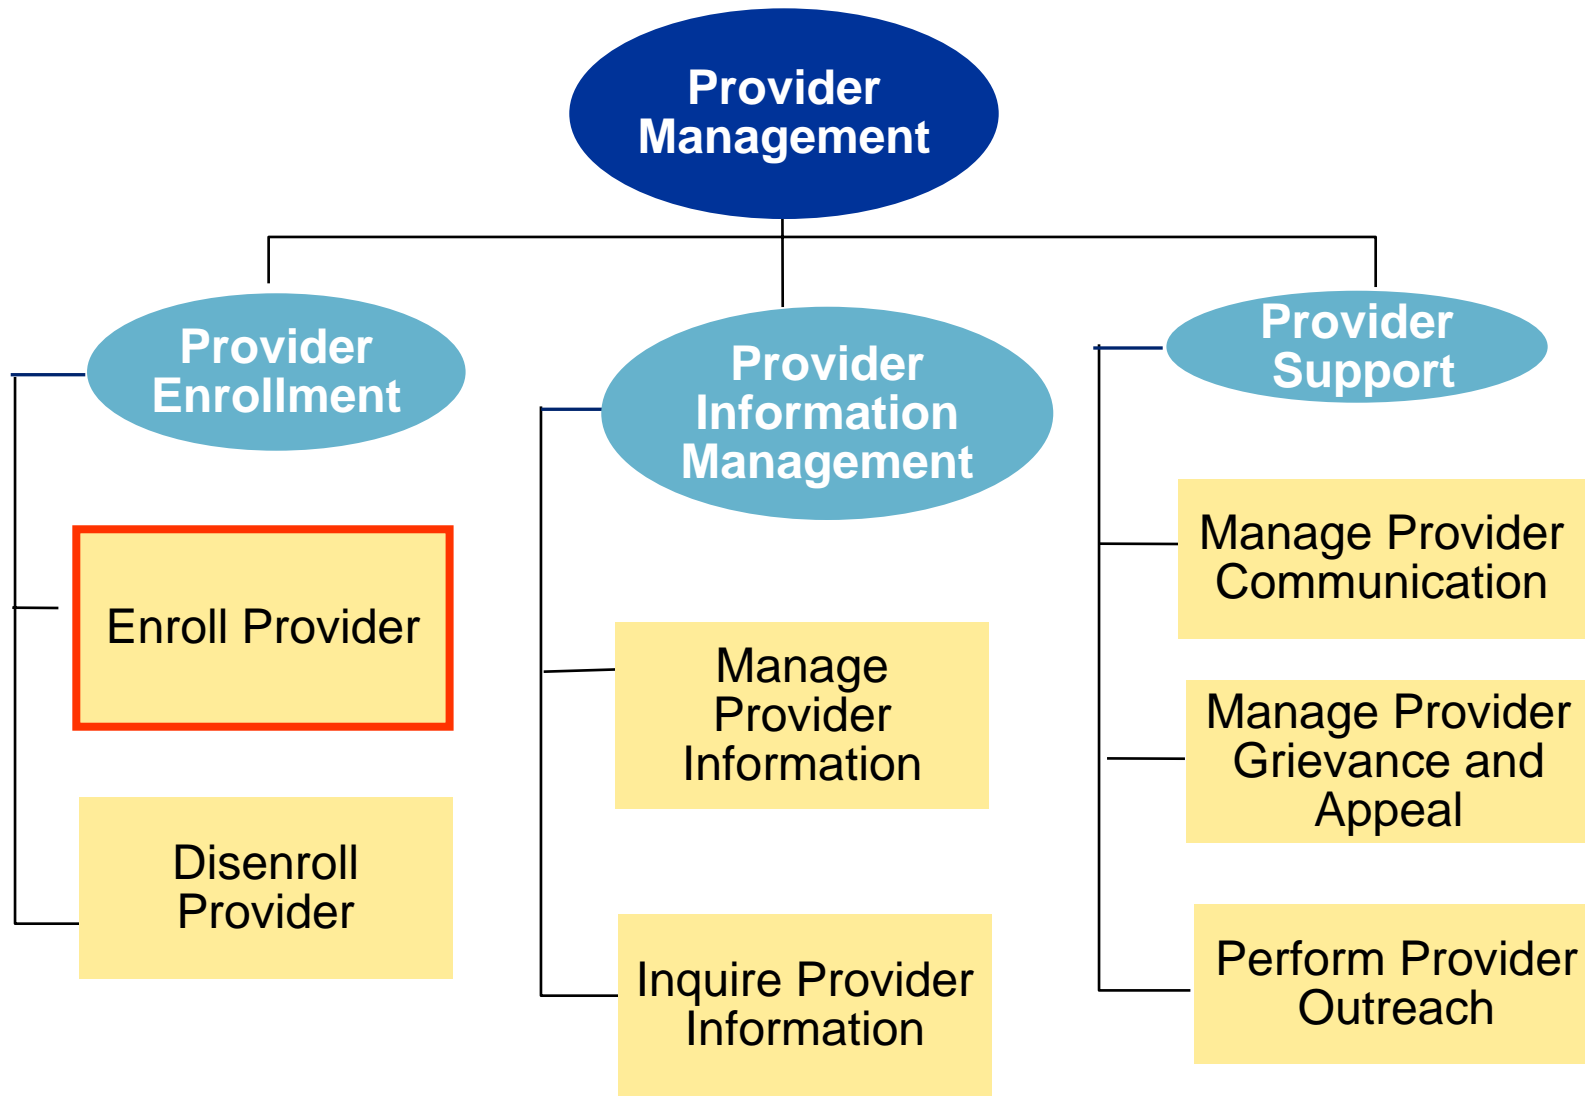 Provider
Management
Provider
Enrollment
Provider
Information
Management
Provider
Support
Enroll Provider
Disenroll
Provider
Manage
Provider
Information
Inquire Provider
Information
Manage Provider
Communication
Manage Provider
Grievance and
Appeal
Perform Provider
Outreach